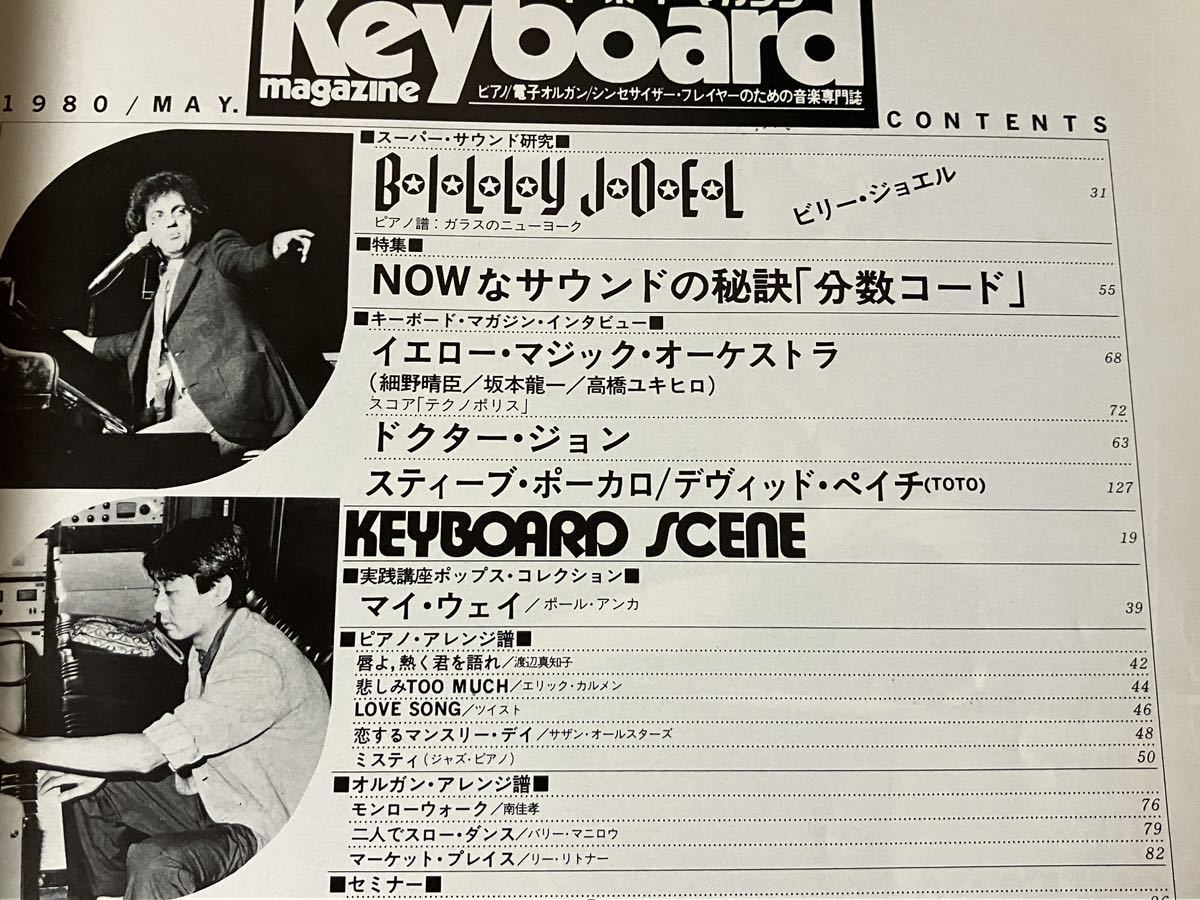 Keyboard
magazine
ピアノ/電子オルガン/シンセサイザー・プレイヤーのための音楽専門誌
1980/MAY.
CONTENTS
■スーパー・サウンド研究■
BILLY JOEL ビリー・ジョエル 31
ピアノ譜:ガラスのニューヨーク
■特集■
NOWなサウンドの秘訣「分数コード」 55
■キーボード・マガジン・インタビュー■
イエロー・マジック・オーケストラ 68
(細野晴臣/坂本龍一/高橋ユキヒロ)
スコア「テクノポリス」 72
ドクター・ジョン 63
スティーブ・ポーカロ/デヴィッド・ペイチ(TOTO) 127
KEYBOARD SCENE 19
■実践講座ポップス・コレクション■
マイ・ウェイ/ポール・アンカ 39
■ピアノ・アレンジ譜■
唇よ,熱く君を語れ/渡辺真知子 42
悲しみTOO MUCH/エリック・カルメン 44
LOVE SONG/ツイスト 46
恋するマンスリー・デイ/サザン・オールスターズ 48
ミスティ(ジャズ・ピアノ) 50
■オルガン・アレンジ譜■
モンローウォーク/南佳孝 76
二人でスロー・ダンス/バリー・マニロウ 79
マーケット・プレイス/リー・リトナー 82
■セミナー■